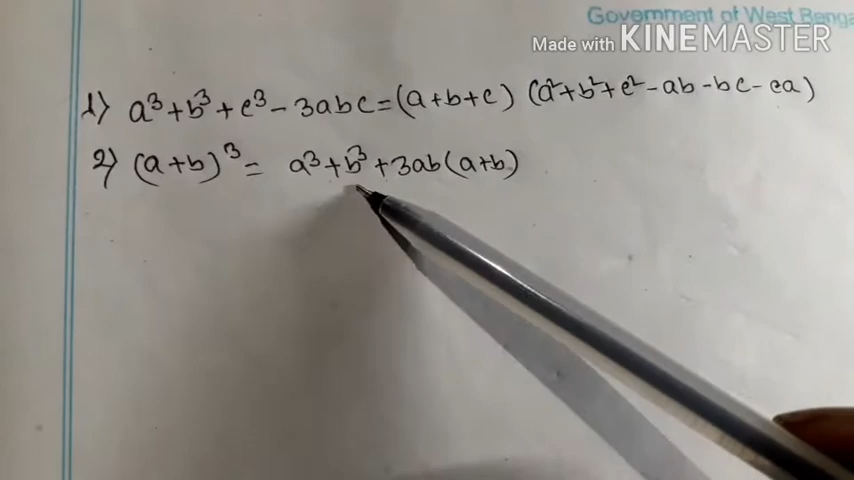 Government of West Benga
Made with KINEMASTER
1) a³+b³+c³-3abc=(a+b+c) (a²+b²+c²-ab-bc-ca)
2) (a+b)³= a³+b³+3ab(a+b)